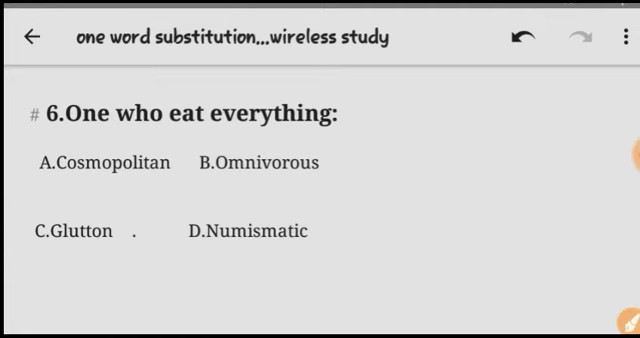 one word substitution...wireless study
# 6.One who eat everything:
A.Cosmopolitan B.Omnivorous
C.Glutton . D.Numismatic